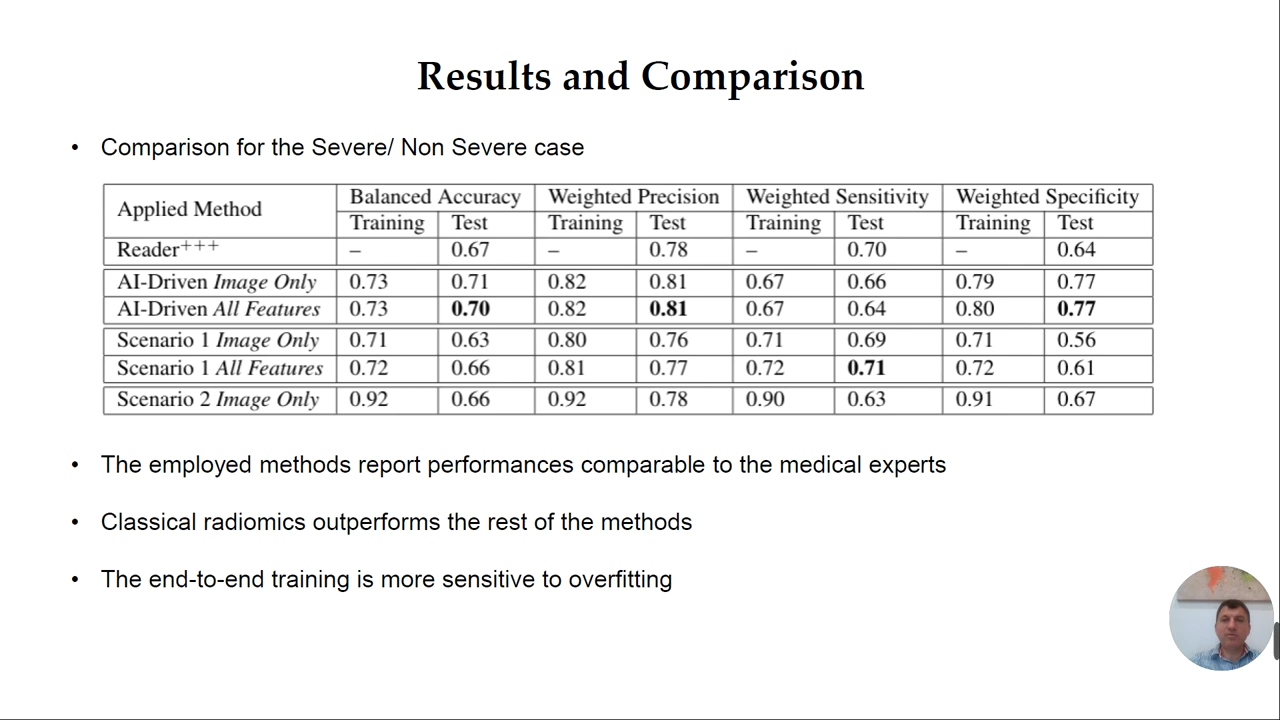 Results and Comparison
• Comparison for the Severe/ Non Severe case
Applied Method Balanced Accuracy Weighted Precision Weighted Sensitivity Weighted Specificity
Training Test Training Test Training Test Training Test
Reader+++ – 0.67 – 0.78 – 0.70 – 0.64
AI-Driven Image Only 0.73 0.71 0.82 0.81 0.67 0.66 0.79 0.77
AI-Driven All Features 0.73 0.70 0.82 0.81 0.67 0.64 0.80 0.77
Scenario 1 Image Only 0.71 0.63 0.80 0.76 0.71 0.69 0.71 0.56
Scenario 1 All Features 0.72 0.66 0.81 0.77 0.72 0.71 0.72 0.61
Scenario 2 Image Only 0.92 0.66 0.92 0.78 0.90 0.63 0.91 0.67
• The employed methods report performances comparable to the medical experts
• Classical radiomics outperforms the rest of the methods
• The end-to-end training is more sensitive to overfitting